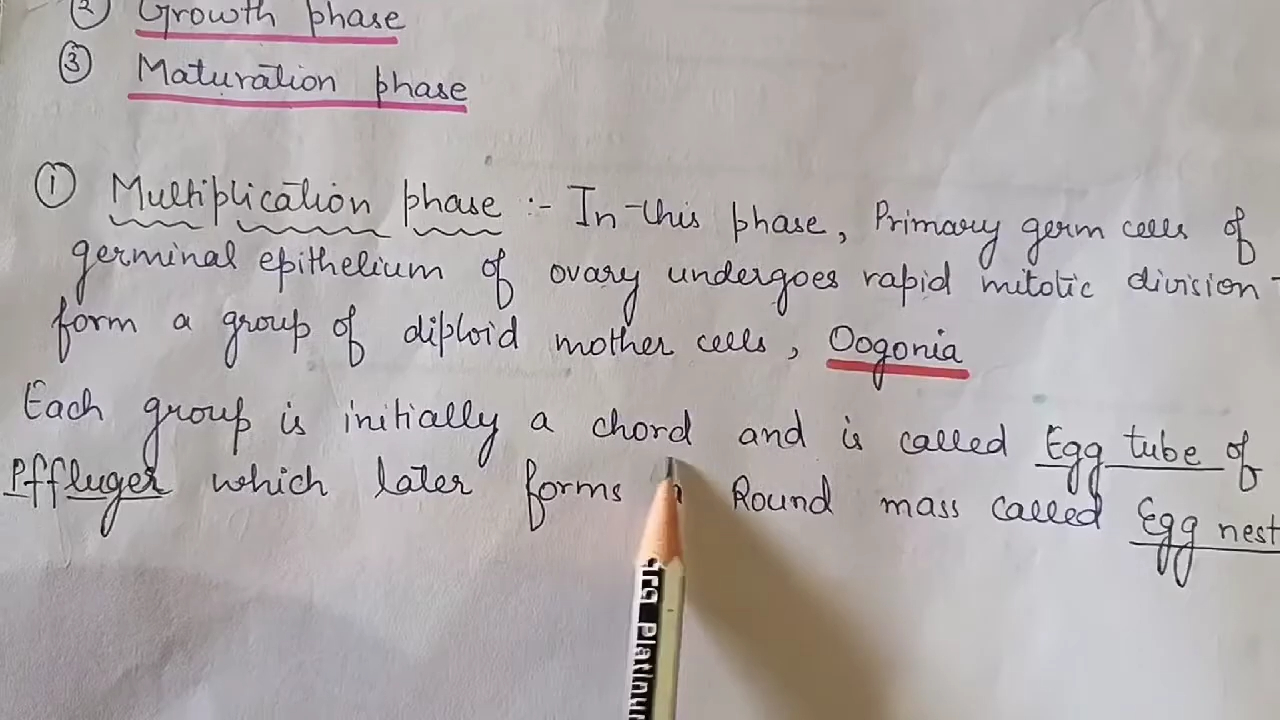 ② Growth phase
③ Maturation phase
① Multiplication phase :- In this phase, Primary germ cells of
germinal epithelium of ovary undergoes rapid mitotic division
form a group of diploid mother cells, Oogonia
Each group is initially a chord and is called Egg tube of
Pffluger which later forms Round mass called Egg nest
Platinum